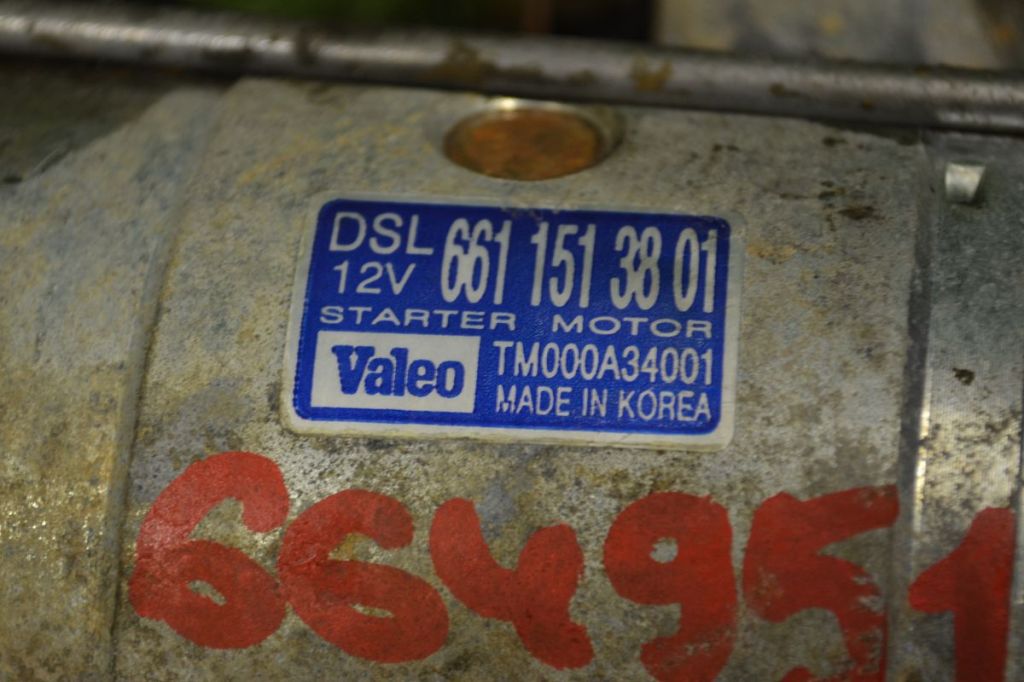 DSL 661 151 38 01
12V
STARTER MOTOR
Valeo TM000A34001
MADE IN KOREA
664951